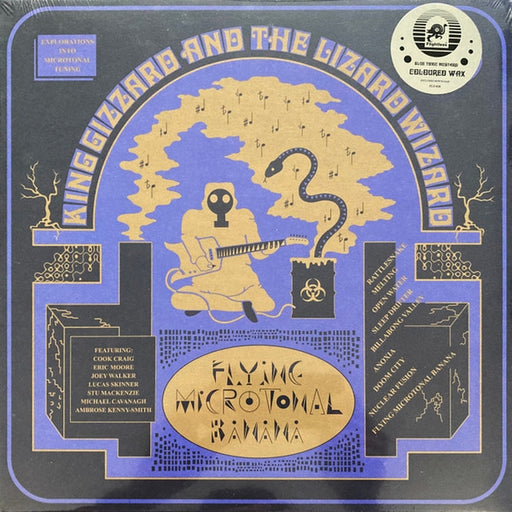 EXPLORATIONS
INTO
MICROTONAL
TUNING
KING GIZZARD AND THE LIZARD WIZARD
Flightless
COLOURED WAX
RATTLESNAKE
MELTING
OPEN WATER
SLEEP DRIFTER
BILLABONG VALLEY
ANOXIA
DOOM CITY
NUCLEAR FUSION
FLYING MICROTONAL BANANA
FEATURING:
COOK CRAIG
ERIC MOORE
JOEY WALKER
LUCAS SKINNER
STU MACKENZIE
MICHAEL CAVANAGH
AMBROSE KENNY-SMITH
FLYING
MICROTONAL
BANANA